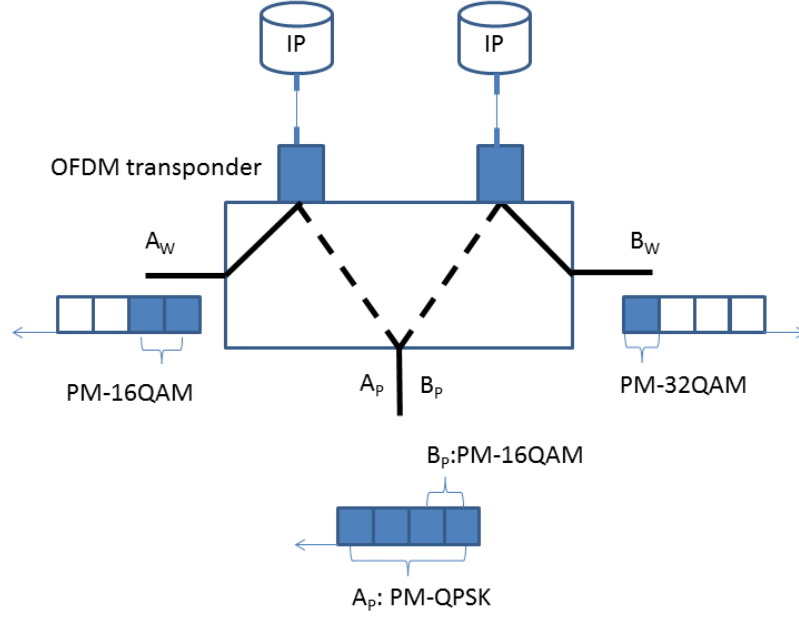 IP
IP
OFDM transponder
A_W
B_W
PM-16QAM
PM-32QAM
A_P
B_P
B_P:PM-16QAM
A_P: PM-QPSK